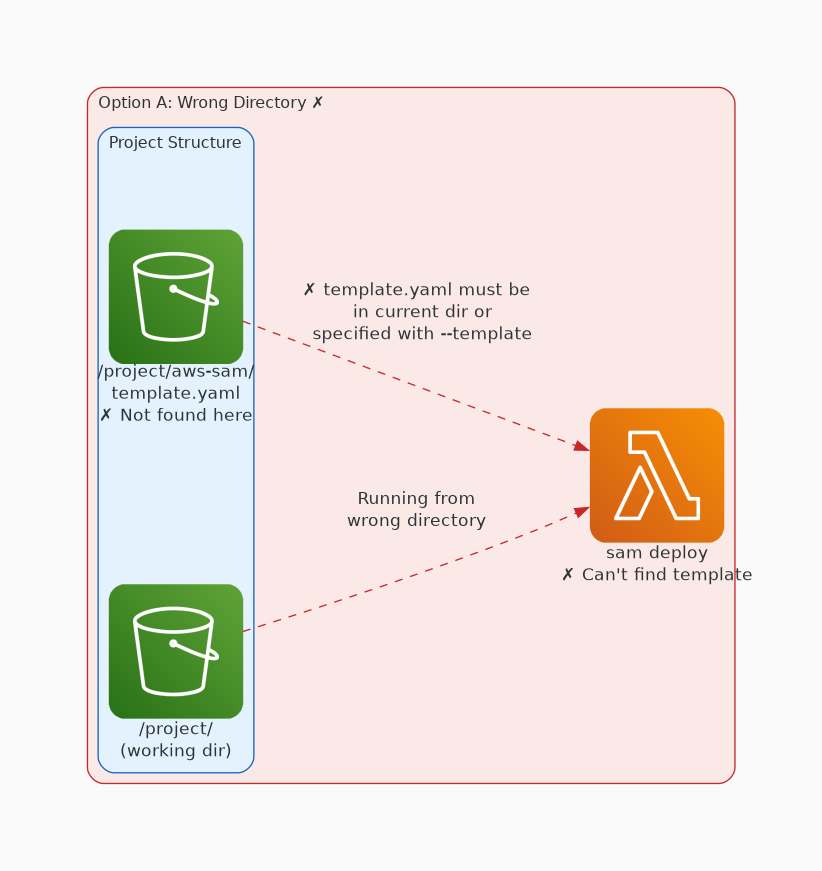 Option A: Wrong Directory ✗
Project Structure
/project/aws-sam/
template.yaml
✗ Not found here
✗ template.yaml must be
in current dir or
specified with --template
Running from
wrong directory
sam deploy
✗ Can't find template
/project/
(working dir)